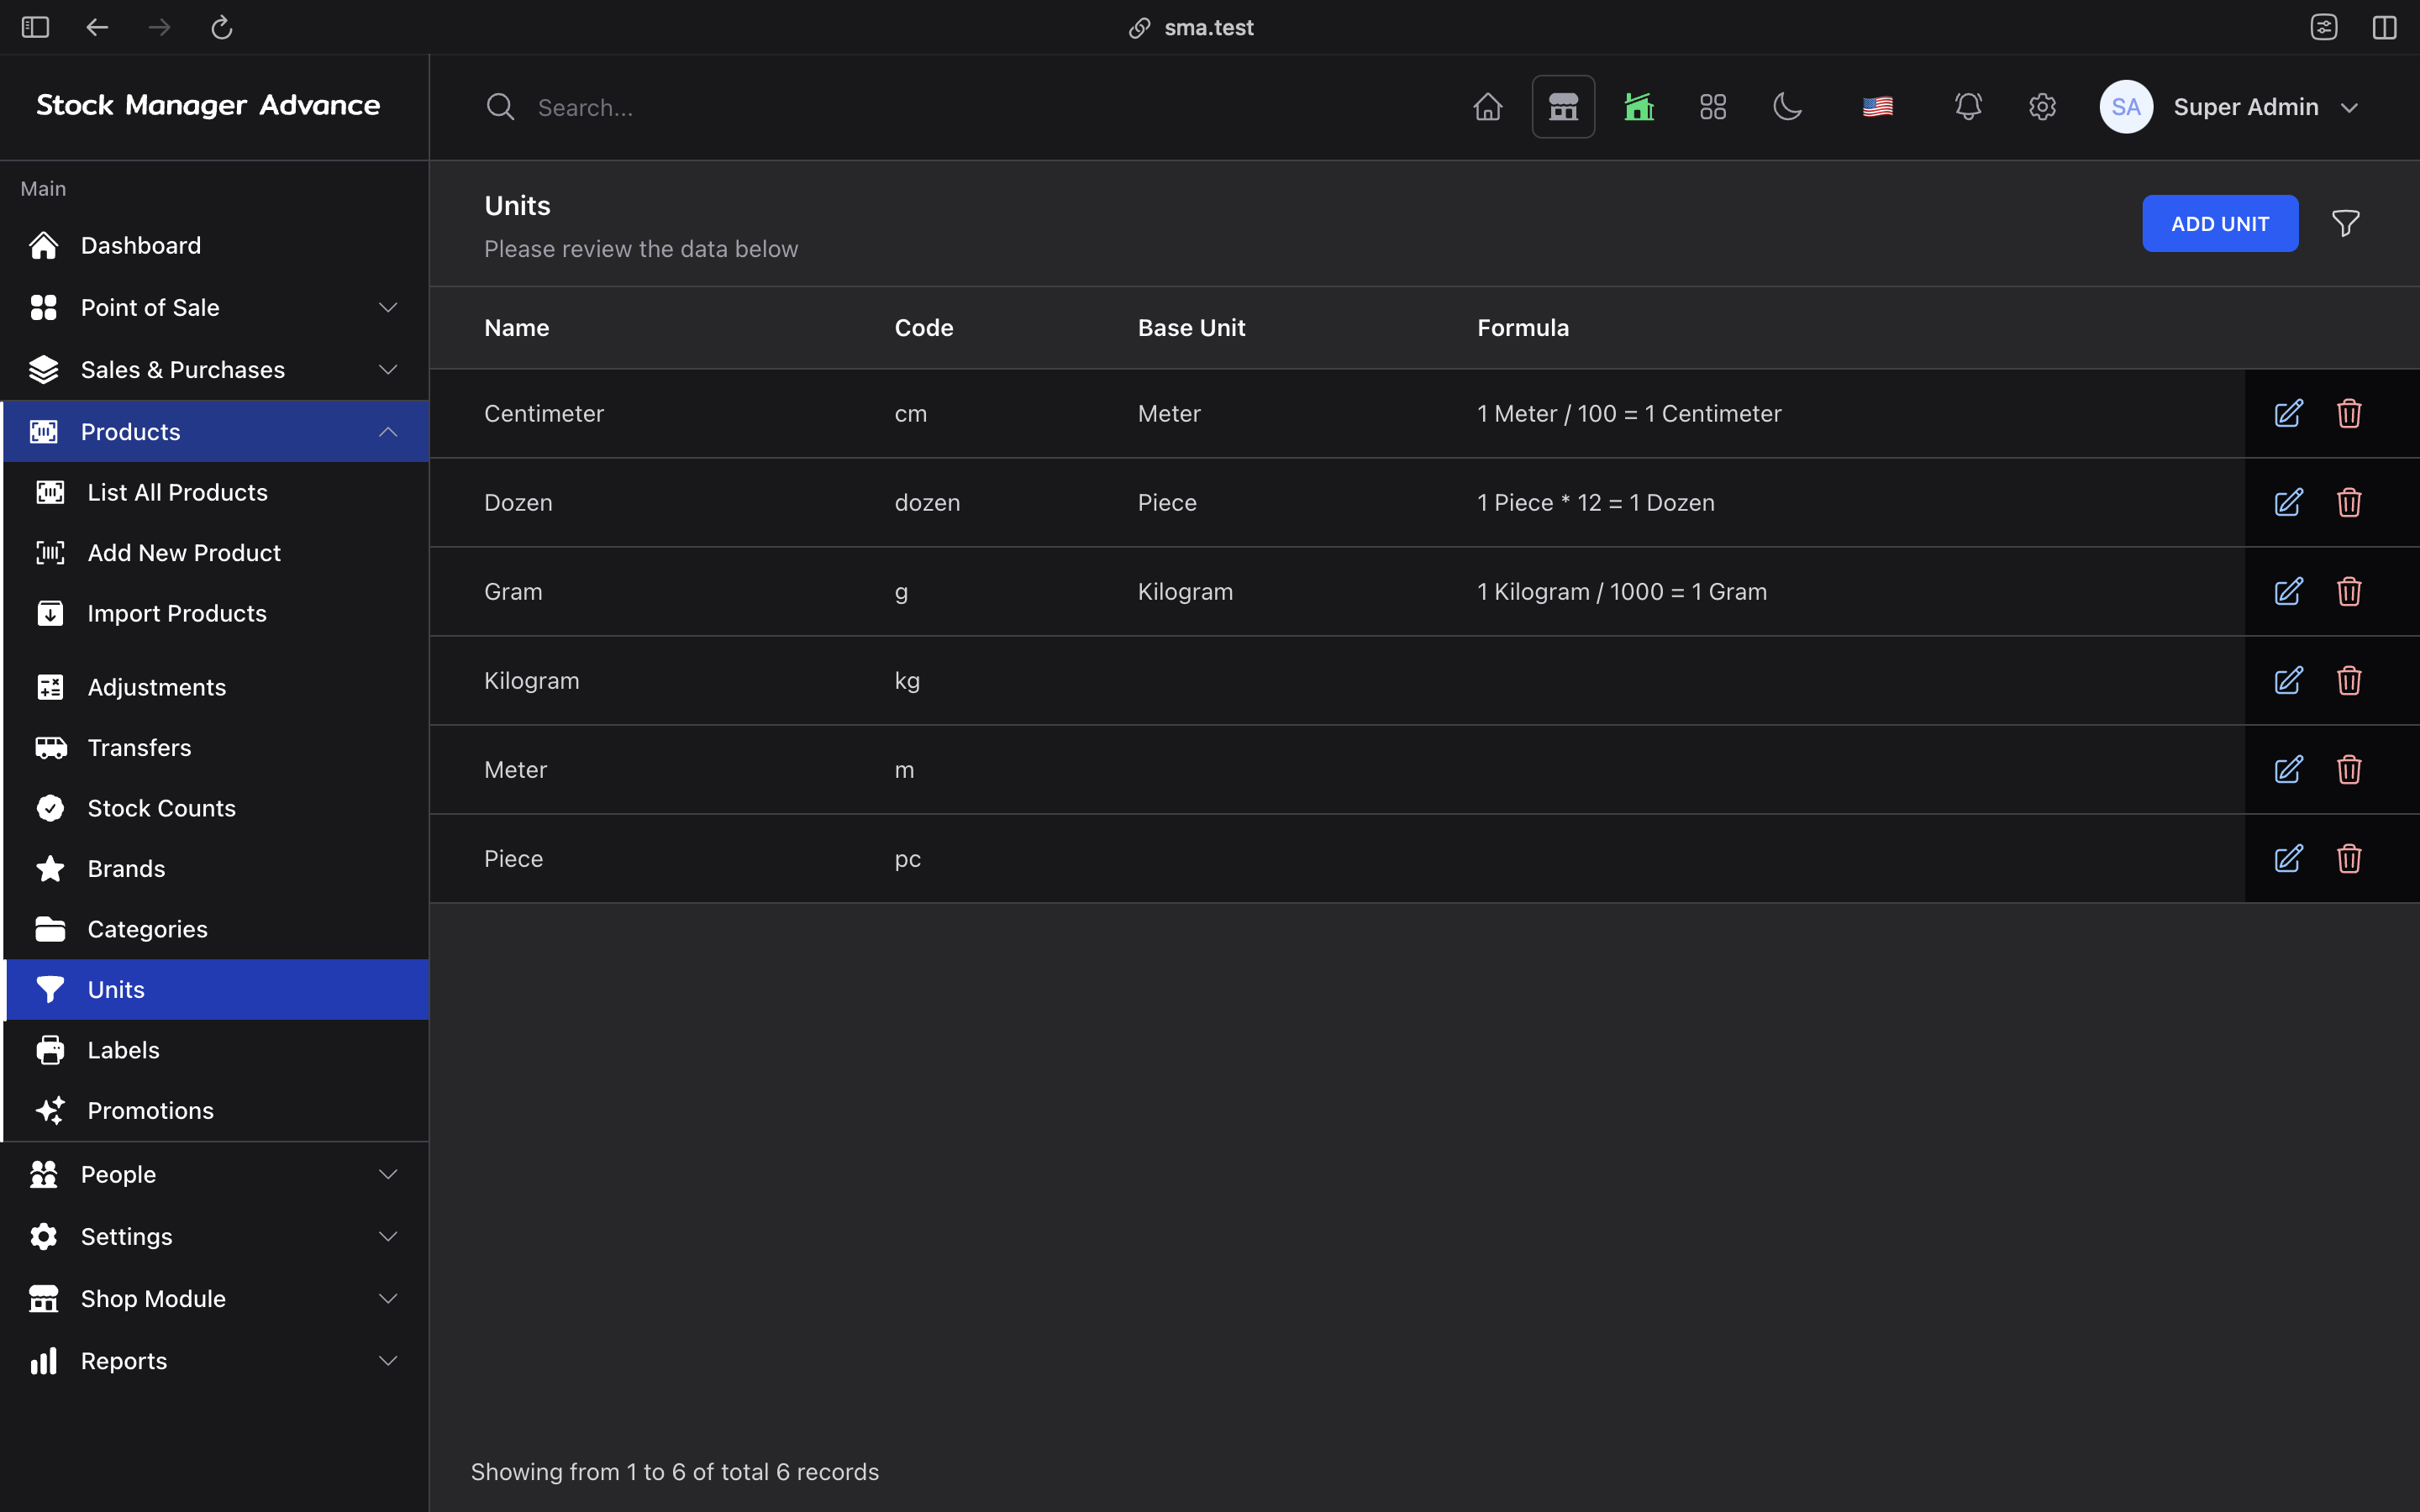 sma.test
Stock Manager Advance
Search...
SA
Super Admin
Main
Dashboard
Point of Sale
Sales & Purchases
Products
List All Products
Add New Product
Import Products
Adjustments
Transfers
Stock Counts
Brands
Categories
Units
Labels
Promotions
People
Settings
Shop Module
Reports
Units
Please review the data below
ADD UNIT
Name Code Base Unit Formula
Centimeter cm Meter 1 Meter / 100 = 1 Centimeter
Dozen dozen Piece 1 Piece * 12 = 1 Dozen
Gram g Kilogram 1 Kilogram / 1000 = 1 Gram
Kilogram kg
Meter m
Piece pc
Showing from 1 to 6 of total 6 records